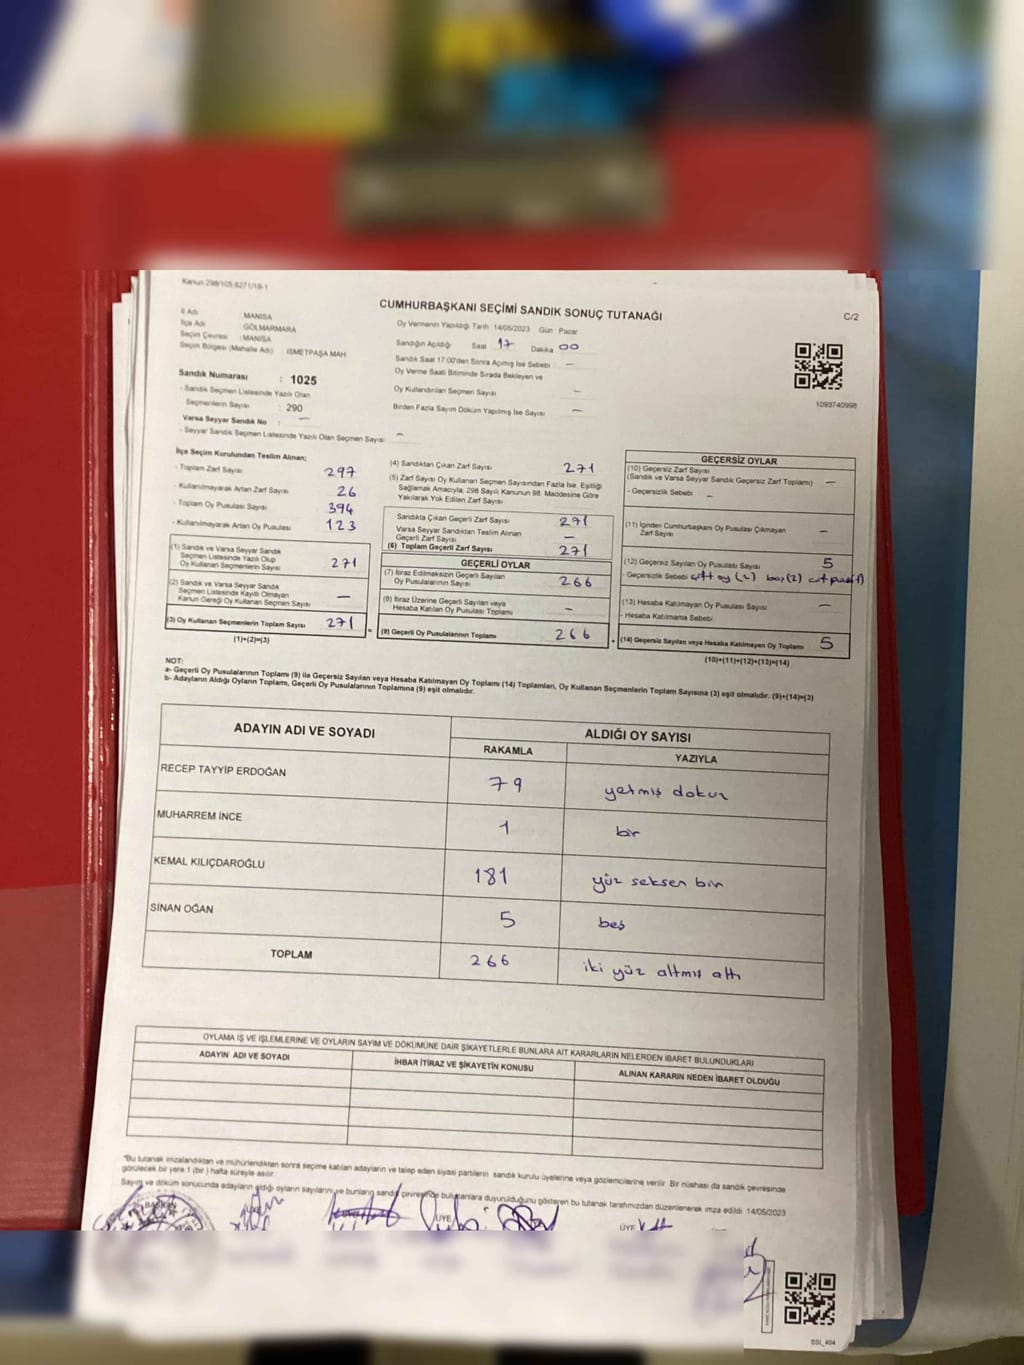 Kanun 298/105,6271/18-1
CUMHURBAŞKANI SEÇİMİ SANDIK SONUÇ TUTANAĞI
C/2
İl Adı : MANİSA
İlçe Adı : GÖLMARMARA
Seçim Çevresi : MANİSA
Seçim Bölgesi (Mahalle Adı) : İSMETPAŞA MAH
Oy Vermenin Yapıldığı Tarih :14/05/2023 Gün : Pazar
Sandığın Açıldığı Saat 17 Dakika 00
Sandık Saat 17:00'den Sonra Açılmış İse Sebebi : —
Oy Verme Saati Bitiminde Sırada Bekleyen ve
Oy Kullandırılan Seçmen Sayısı : —
Birden Fazla Sayım Döküm Yapılmış İse Sayısı : —
1093740998
Sandık Numarası : 1025
- Sandık Seçmen Listesinde Yazılı Olan
Seçmenlerin Sayısı : 290
Varsa Seyyar Sandık No : —
- Seyyar Sandık Seçmen Listesinde Yazılı Olan Seçmen Sayısı : —
İlçe Seçim Kurulundan Teslim Alınan;
- Toplam Zarf Sayısı 297
- Kullanılmayarak Artan Zarf Sayısı 26
- Toplam Oy Pusulası Sayısı 394
- Kullanılmayarak Artan Oy Pusulası 123
(1) Sandık ve Varsa Seyyar Sandık
Seçmen Listesinde Yazılı Olup
Oy Kullanan Seçmenlerin Sayısı 271
(2) Sandık ve Varsa Seyyar Sandık
Seçmen Listesinde Kayıtlı Olmayan
Kanun Gereği Oy Kullanan Seçmen Sayısı —
(3) Oy Kullanan Seçmenlerin Toplam Sayısı 271
(1)+(2)=(3)
(4) Sandıktan Çıkan Zarf Sayısı 271
(5) Zarf Sayısı Oy Kullanan Seçmen Sayısından Fazla İse, Eşitliği
Sağlamak Amacıyla, 298 Sayılı Kanunun 98. Maddesine Göre
Yakılarak Yok Edilen Zarf Sayısı
Sandıkta Çıkan Geçerli Zarf Sayısı 271
Varsa Seyyar Sandıktan Teslim Alınan
Geçerli Zarf Sayısı —
(6) Toplam Geçerli Zarf Sayısı 271
GEÇERLİ OYLAR
(7) İtiraz Edilmeksizin Geçerli Sayılan
Oy Pusulalarının Sayısı 266
(8) İtiraz Üzerine Geçerli Sayılan veya
Hesaba Katılan Oy Pusulası Toplamı —
= (9) Geçerli Oy Pusulalarının Toplamı 266 +
GEÇERSİZ OYLAR
(10) Geçersiz Zarf Sayısı
(Sandık ve Varsa Seyyar Sandık Geçersiz Zarf Toplamı) —
- Geçersizlik Sebebi : —
(11) İçinden Cumhurbaşkanı Oy Pusulası Çıkmayan
Zarf Sayısı —
(12) Geçersiz Sayılan Oy Pusulası Sayısı 5
- Geçersizlik Sebebi : çift oy (2) boş (2)
(13) Hesaba Katılmayan Oy Pusulası Sayısı —
- Hesaba Katılmama Sebebi :
(14) Geçersiz Sayılan veya Hesaba Katılmayan Oy Toplamı 5
(10)+(11)+(12)+(13)=(14)
NOT:
a- Geçerli Oy Pusulalarının Toplamı (9) ile Geçersiz Sayılan veya Hesaba Katılmayan Oy Toplamı (14) Toplamları, Oy Kullanan Seçmenlerin Toplam Sayısına (3) eşit olmalıdır. (9)+(14)=(3)
b- Adayların Aldığı Oyların Toplamı, Geçerli Oy Pusulalarının Toplamına (9) eşit olmalıdır.
ADAYIN ADI VE SOYADI ALDIĞI OY SAYISI
RAKAMLA YAZIYLA
RECEP TAYYİP ERDOĞAN 79 yetmiş dokuz
MUHARREM İNCE 1 bir
KEMAL KILIÇDAROĞLU 181 yüz seksen bir
SİNAN OĞAN 5 beş
TOPLAM 266 iki yüz altmış altı
OYLAMA İŞ VE İŞLEMLERİNE VE OYLARIN SAYIM VE DÖKÜMÜNE DAİR ŞİKAYETLERLE BUNLARA AİT KARARLARIN NELERDEN İBARET BULUNDUKLARI
ADAYIN ADI VE SOYADI İHBAR İTİRAZ VE ŞİKAYETİN KONUSU ALINAN KARARIN NEDEN İBARET OLDUĞU
*Bu tutanak imzalandıktan ve mühürlendikten sonra seçime katılan adayların ve talep eden siyasi partilerin sandık kurulu üyelerine veya gözlemcilerine verilir. Bir nüshası da sandık çevresinde
görülecek bir yere 1 (bir ) hafta süreyle asılır.
Sayım ve döküm sonucunda adayların aldığı oyların sayılarını ve bunların sandık çevresinde bulunanlara duyurulduğunu gösteren bu tutanak tarafımızdan düzenlenerek imza edildi. 14/05/2023
BAŞKAN
ÜYE
ÜYE
SSI_404